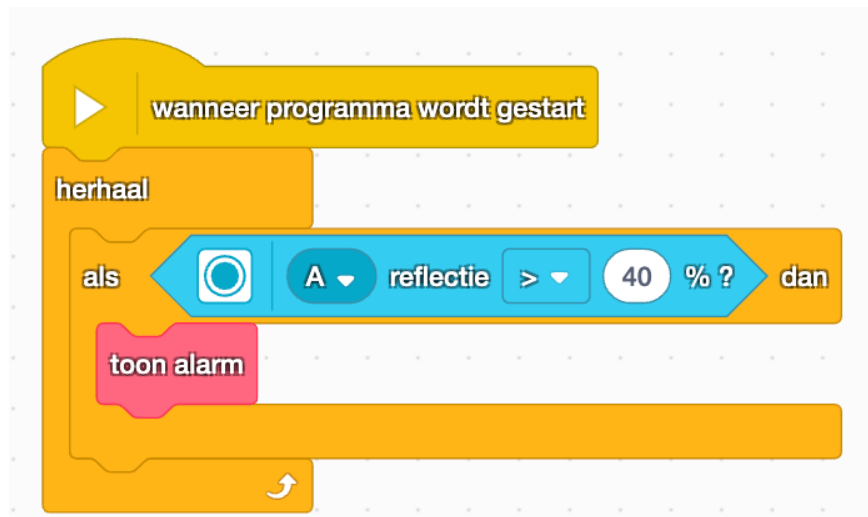 wanneer programma wordt gestart
herhaal
als A reflectie > 40 % ? dan
toon alarm